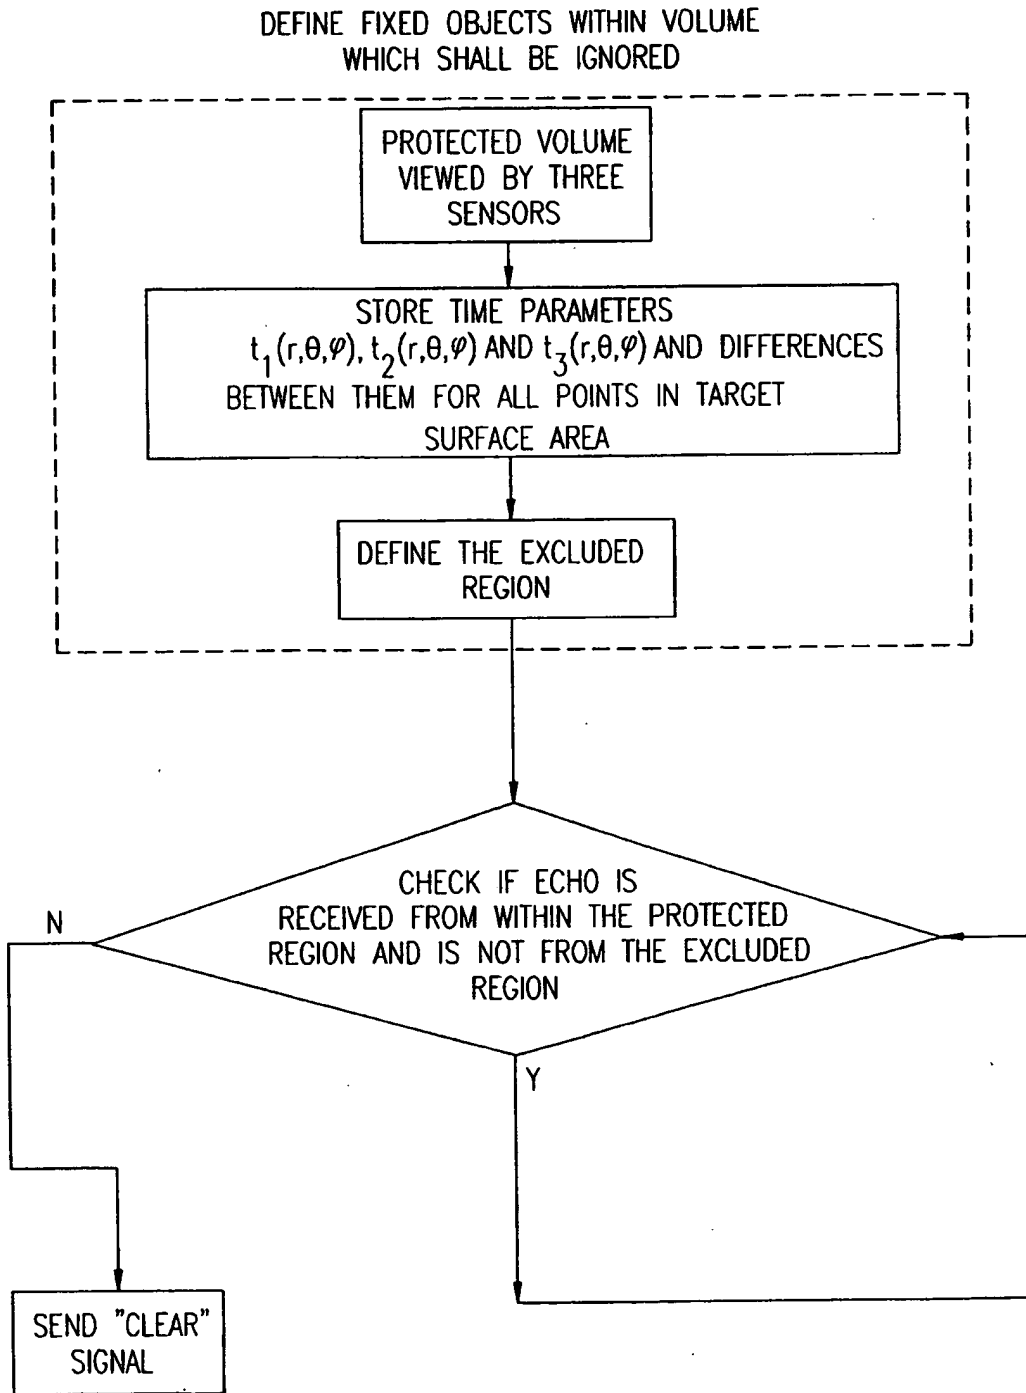 DEFINE FIXED OBJECTS WITHIN VOLUME
WHICH SHALL BE IGNORED
PROTECTED VOLUME
VIEWED BY THREE
SENSORS
STORE TIME PARAMETERS
t₁(r,θ,φ), t₂(r,θ,φ) AND t₃(r,θ,φ) AND DIFFERENCES
BETWEEN THEM FOR ALL POINTS IN TARGET
SURFACE AREA
DEFINE THE EXCLUDED
REGION
CHECK IF ECHO IS
RECEIVED FROM WITHIN THE PROTECTED
REGION AND IS NOT FROM THE EXCLUDED
REGION
N
Y
SEND "CLEAR"
SIGNAL